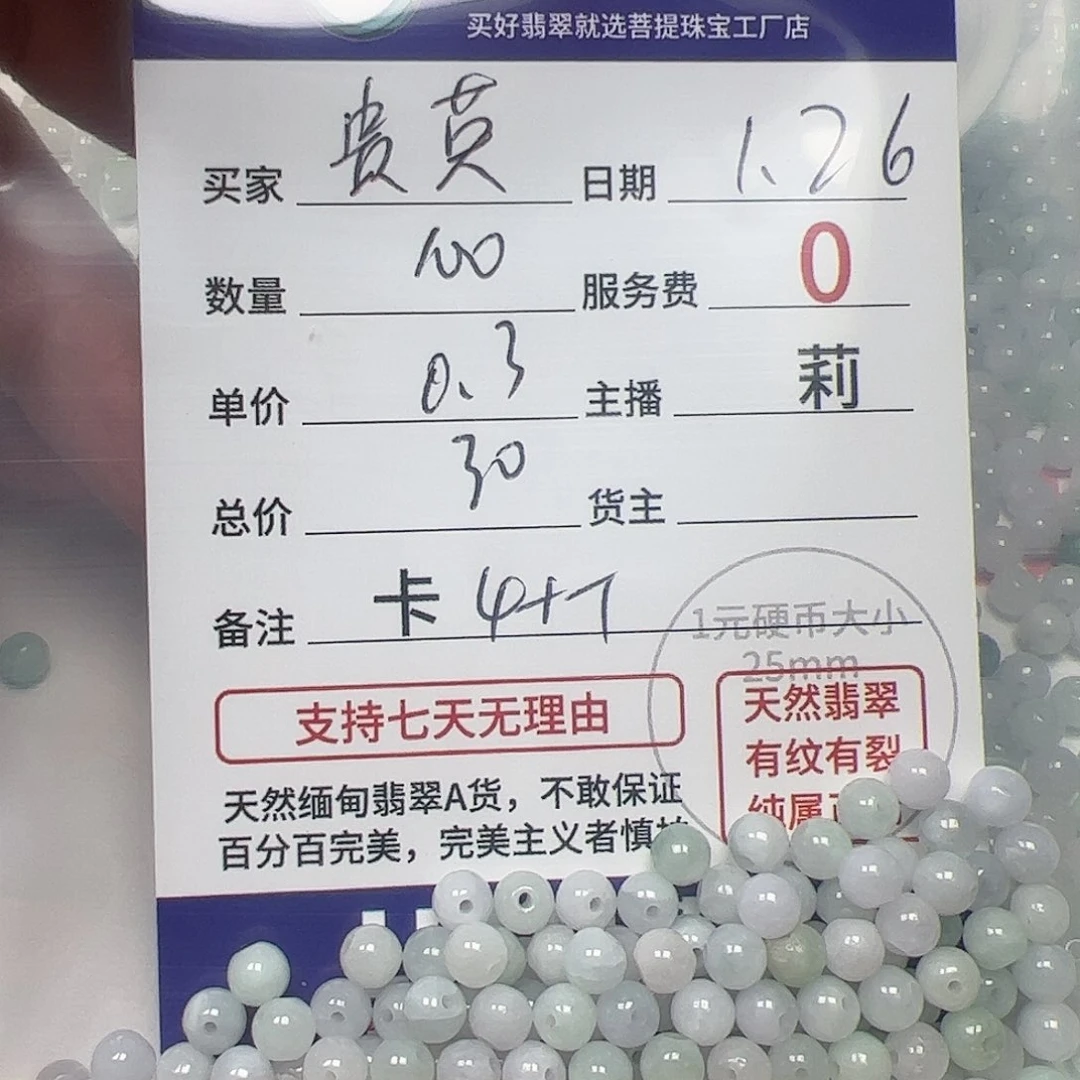 买好翡翠就选菩提珠宝工厂店
买家 贵英 日期 1.26
数量 100 服务费 0
单价 0.3 主播 莉
总价 30 货主
备注 卡 4+7
1元硬币大小
25mm
支持七天无理由
天然翡翠
有纹有裂
纯属
天然缅甸翡翠A货，不敢保证
百分百完美，完美主义者慎